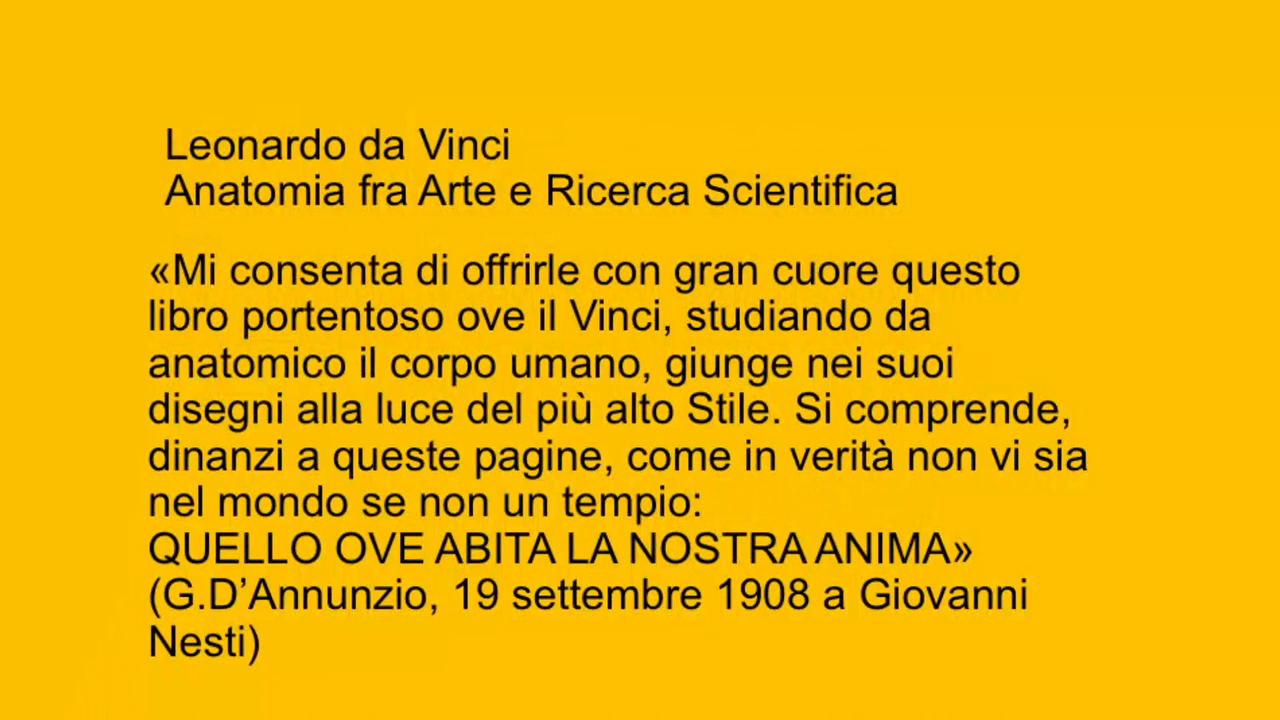 Leonardo da Vinci
Anatomia fra Arte e Ricerca Scientifica
«Mi consenta di offrirle con gran cuore questo
libro portentoso ove il Vinci, studiando da
anatomico il corpo umano, giunge nei suoi
disegni alla luce del più alto Stile. Si comprende,
dinanzi a queste pagine, come in verità non vi sia
nel mondo se non un tempio:
QUELLO OVE ABITA LA NOSTRA ANIMA»
(G.D’Annunzio, 19 settembre 1908 a Giovanni
Nesti)